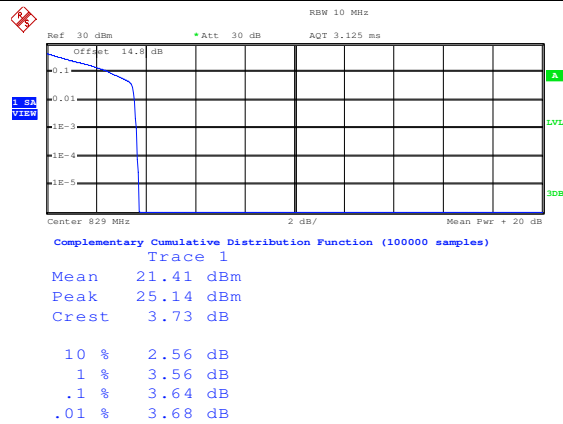 RBW 10 MHz
Ref 30 dBm *Att 30 dB AQT 3.125 ms
Offset 14.8 dB
0.1
A
1 SA
0.01
VIEW
1E-3
LVL
1E-4
1E-5
3DB
Center 829 MHz 2 dB/ Mean Pwr + 20 dB
Complementary Cumulative Distribution Function (100000 samples)
Trace 1
Mean 21.41 dBm
Peak 25.14 dBm
Crest 3.73 dB
10 % 2.56 dB
1 % 3.56 dB
.1 % 3.64 dB
.01 % 3.68 dB